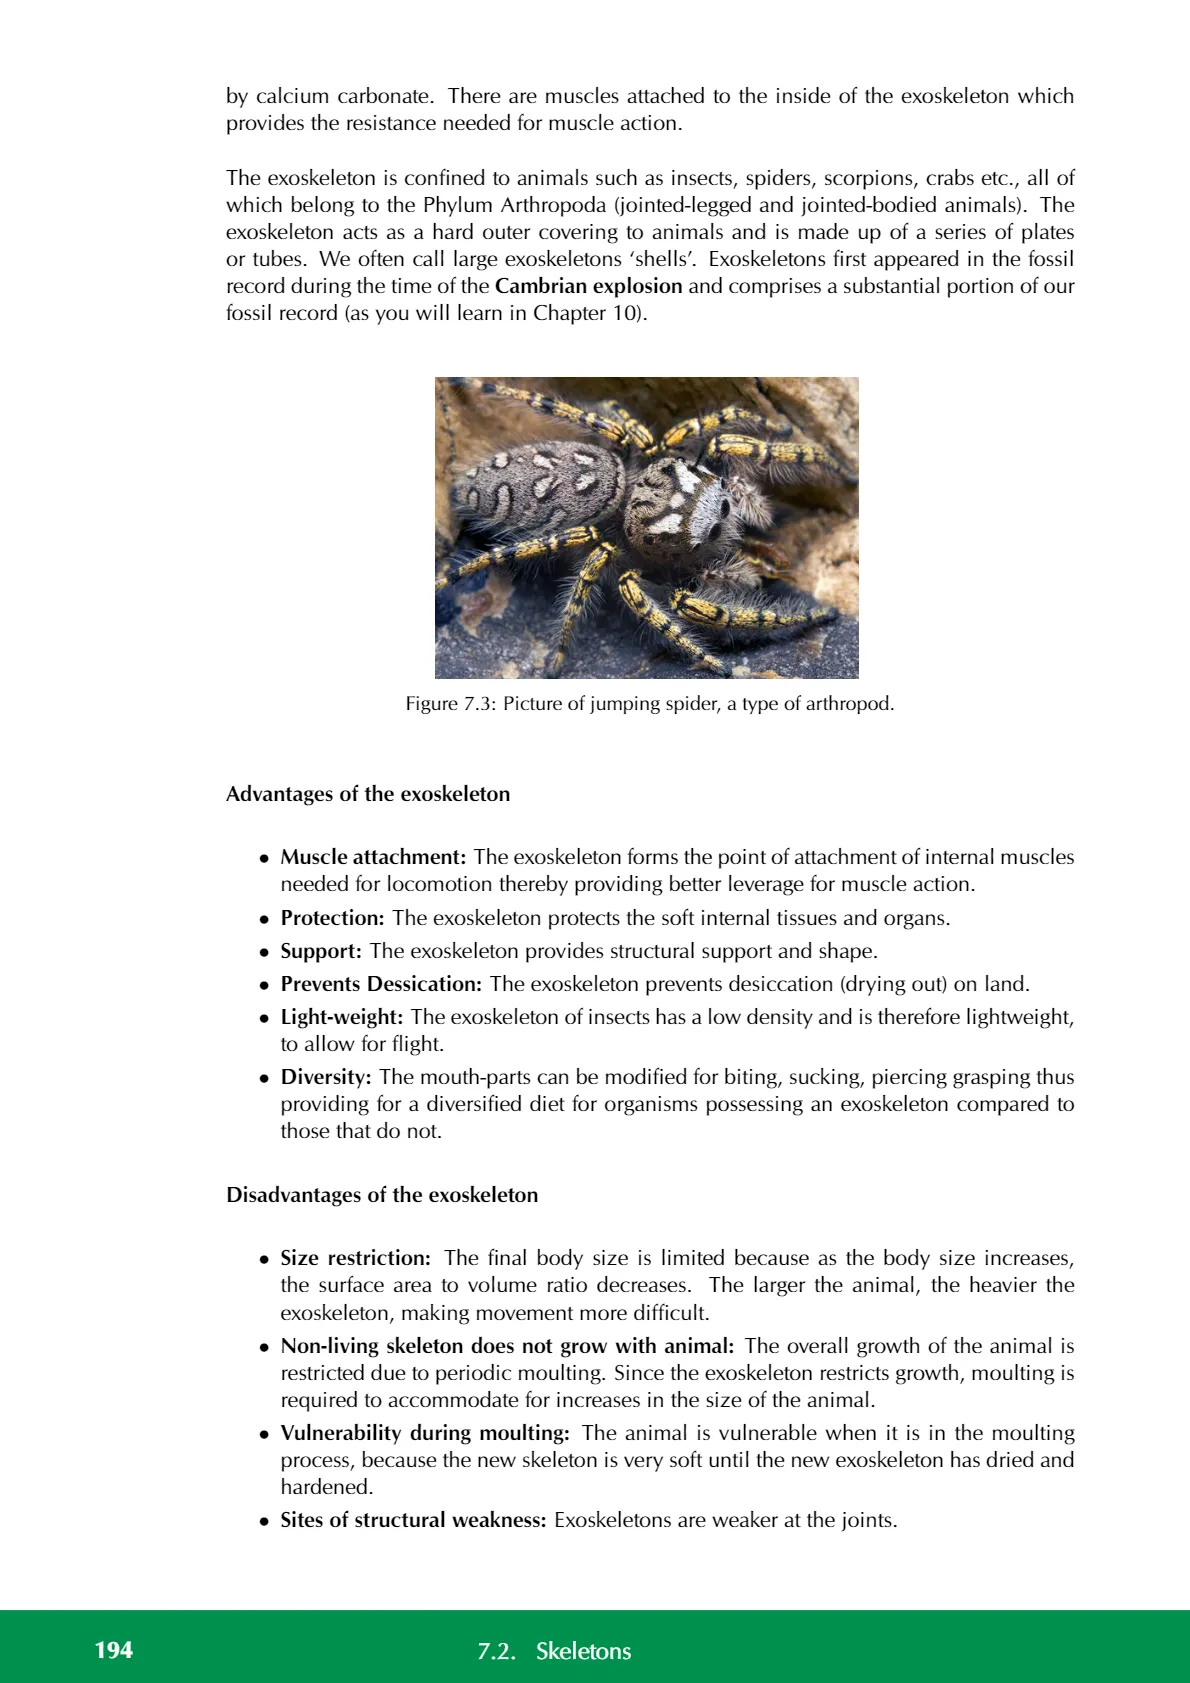 by calcium carbonate. There are muscles attached to the inside of the exoskeleton which
provides the resistance needed for muscle action.
The exoskeleton is confined to animals such as insects, spiders, scorpions, crabs etc., all of
which belong to the Phylum Arthropoda (jointed-legged and jointed-bodied animals). The
exoskeleton acts as a hard outer covering to animals and is made up of a series of plates
or tubes. We often call large exoskeletons ‘shells’. Exoskeletons first appeared in the fossil
record during the time of the Cambrian explosion and comprises a substantial portion of our
fossil record (as you will learn in Chapter 10).
Figure 7.3: Picture of jumping spider, a type of arthropod.
Advantages of the exoskeleton
• Muscle attachment: The exoskeleton forms the point of attachment of internal muscles
needed for locomotion thereby providing better leverage for muscle action.
• Protection: The exoskeleton protects the soft internal tissues and organs.
• Support: The exoskeleton provides structural support and shape.
• Prevents Dessication: The exoskeleton prevents desiccation (drying out) on land.
• Light-weight: The exoskeleton of insects has a low density and is therefore lightweight,
to allow for flight.
• Diversity: The mouth-parts can be modified for biting, sucking, piercing grasping thus
providing for a diversified diet for organisms possessing an exoskeleton compared to
those that do not.
Disadvantages of the exoskeleton
• Size restriction: The final body size is limited because as the body size increases,
the surface area to volume ratio decreases. The larger the animal, the heavier the
exoskeleton, making movement more difficult.
• Non-living skeleton does not grow with animal: The overall growth of the animal is
restricted due to periodic moulting. Since the exoskeleton restricts growth, moulting is
required to accommodate for increases in the size of the animal.
• Vulnerability during moulting: The animal is vulnerable when it is in the moulting
process, because the new skeleton is very soft until the new exoskeleton has dried and
hardened.
• Sites of structural weakness: Exoskeletons are weaker at the joints.
194 7.2. Skeletons